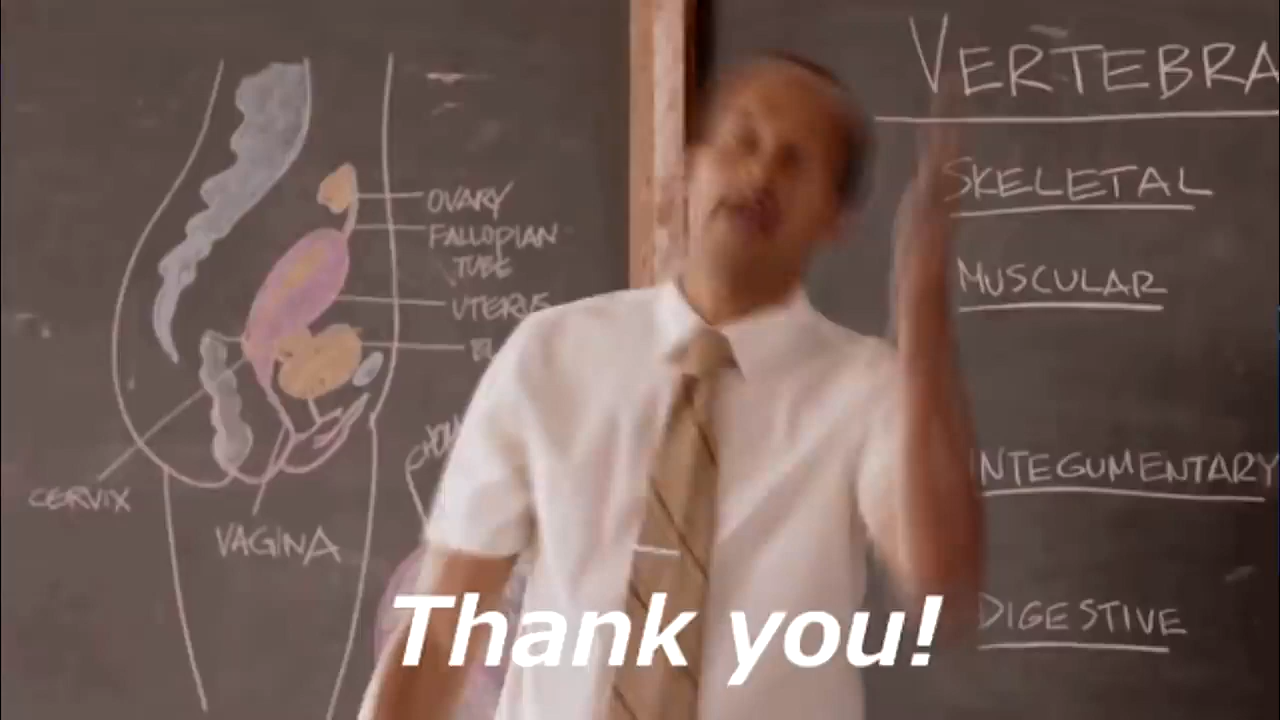 OVARY
FALLOPIAN
TUBE
UTERUS
CERVIX
VAGINA
VERTEBRA
SKELETAL
MUSCULAR
INTEGUMENTARY
DIGESTIVE
Thank you!